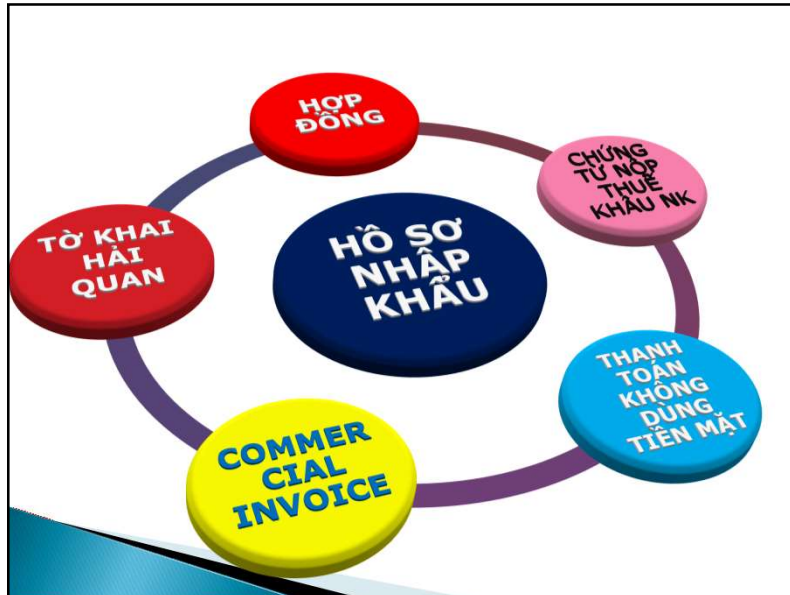 HỢP
ĐỒNG
CHỨNG
TỪ NỘP
THUẾ
KHẨU NK
TỜ KHAI
HẢI
QUAN
HỒ SƠ
NHẬP
KHẨU
THANH
TOÁN
KHÔNG
DÙNG
TIỀN MẶT
COMMER
CIAL
INVOICE